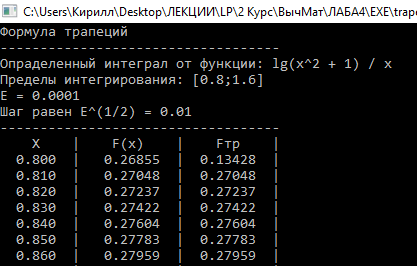 C:\Users\Кирилл\Desktop\ЛЕКЦИИ\LP\2 Курс\ВычМат\ЛАБА4\EXE\trape
Формула трапеций
-----------------------------------
Определенный интеграл от функции: lg(x^2 + 1) / x
Пределы интегрирования: [0.8;1.6]
E = 0.0001
Шаг равен E^(1/2) = 0.01
-----------------------------------
X | F(x) | Fтр |
0.800 | 0.26855 | 0.13428 |
0.810 | 0.27048 | 0.27048 |
0.820 | 0.27237 | 0.27237 |
0.830 | 0.27422 | 0.27422 |
0.840 | 0.27604 | 0.27604 |
0.850 | 0.27783 | 0.27783 |
0.860 | 0.27959 | 0.27959 |